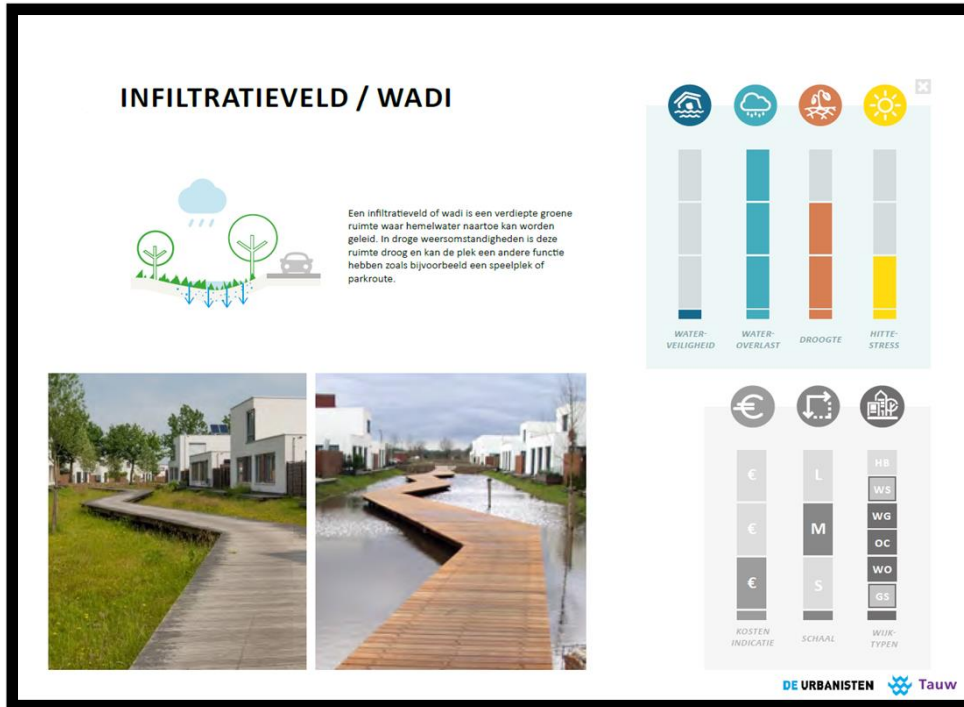 INFILTRATIEVELD / WADI
Een infiltratieveld of wadi is een verdiepte groene
ruimte waar hemelwater naartoe kan worden
geleid. In droge weersomstandigheden is deze
ruimte droog en kan de plek een andere functie
hebben zoals bijvoorbeeld een speelplek of
parkroute.
WATER-
VEILIGHEID
WATER-
OVERLAST
DROOGTE
HITTE-
STRESS
€
€
€
€
KOSTEN
INDICATIE
L
M
S
SCHAAL
HB
WS
WG
OC
WO
GS
WIJK-
TYPEN
DE URBANISTEN
Tauw